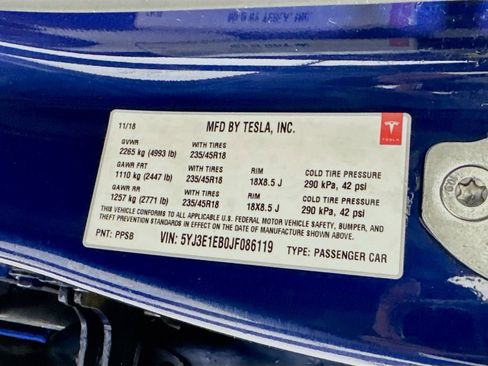 11/18 MFD BY TESLA, INC.
GVWR WITH TIRES
2265 kg (4993 lb) 235/45R18
GAWR FRT WITH TIRES RIM COLD TIRE PRESSURE
1110 kg (2447 lb) 235/45R18 18X8.5 J 290 kPa, 42 psi
GAWR RR WITH TIRES RIM COLD TIRE PRESSURE
1257 kg (2771 lb) 235/45R18 18X8.5 J 290 kPa, 42 psi
THIS VEHICLE CONFORMS TO ALL APPLICABLE U.S. FEDERAL MOTOR VEHICLE SAFETY, BUMPER, AND
THEFT PREVENTION STANDARDS IN EFFECT ON THE DATE OF MANUFACTURE SHOWN ABOVE.
PNT: PPSB VIN: 5YJ3E1EB0JF086119 TYPE: PASSENGER CAR